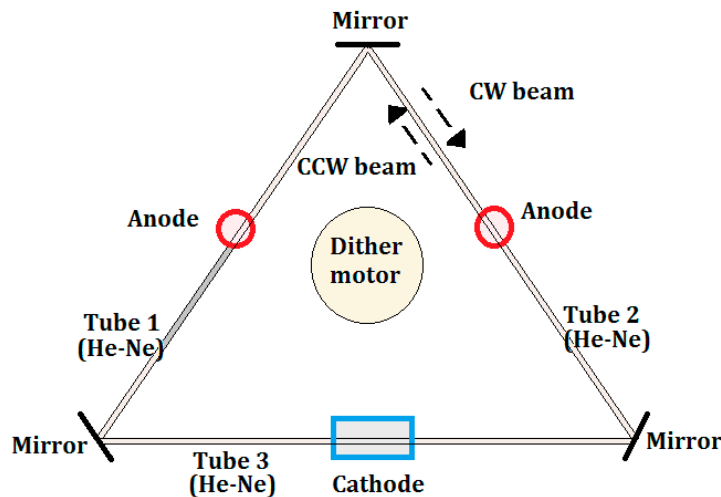 Mirror
CW beam
CCW beam
Anode
Anode
Dither
motor
Tube 1
(He-Ne)
Tube 2
(He-Ne)
Mirror
Mirror
Tube 3
(He-Ne)
Cathode